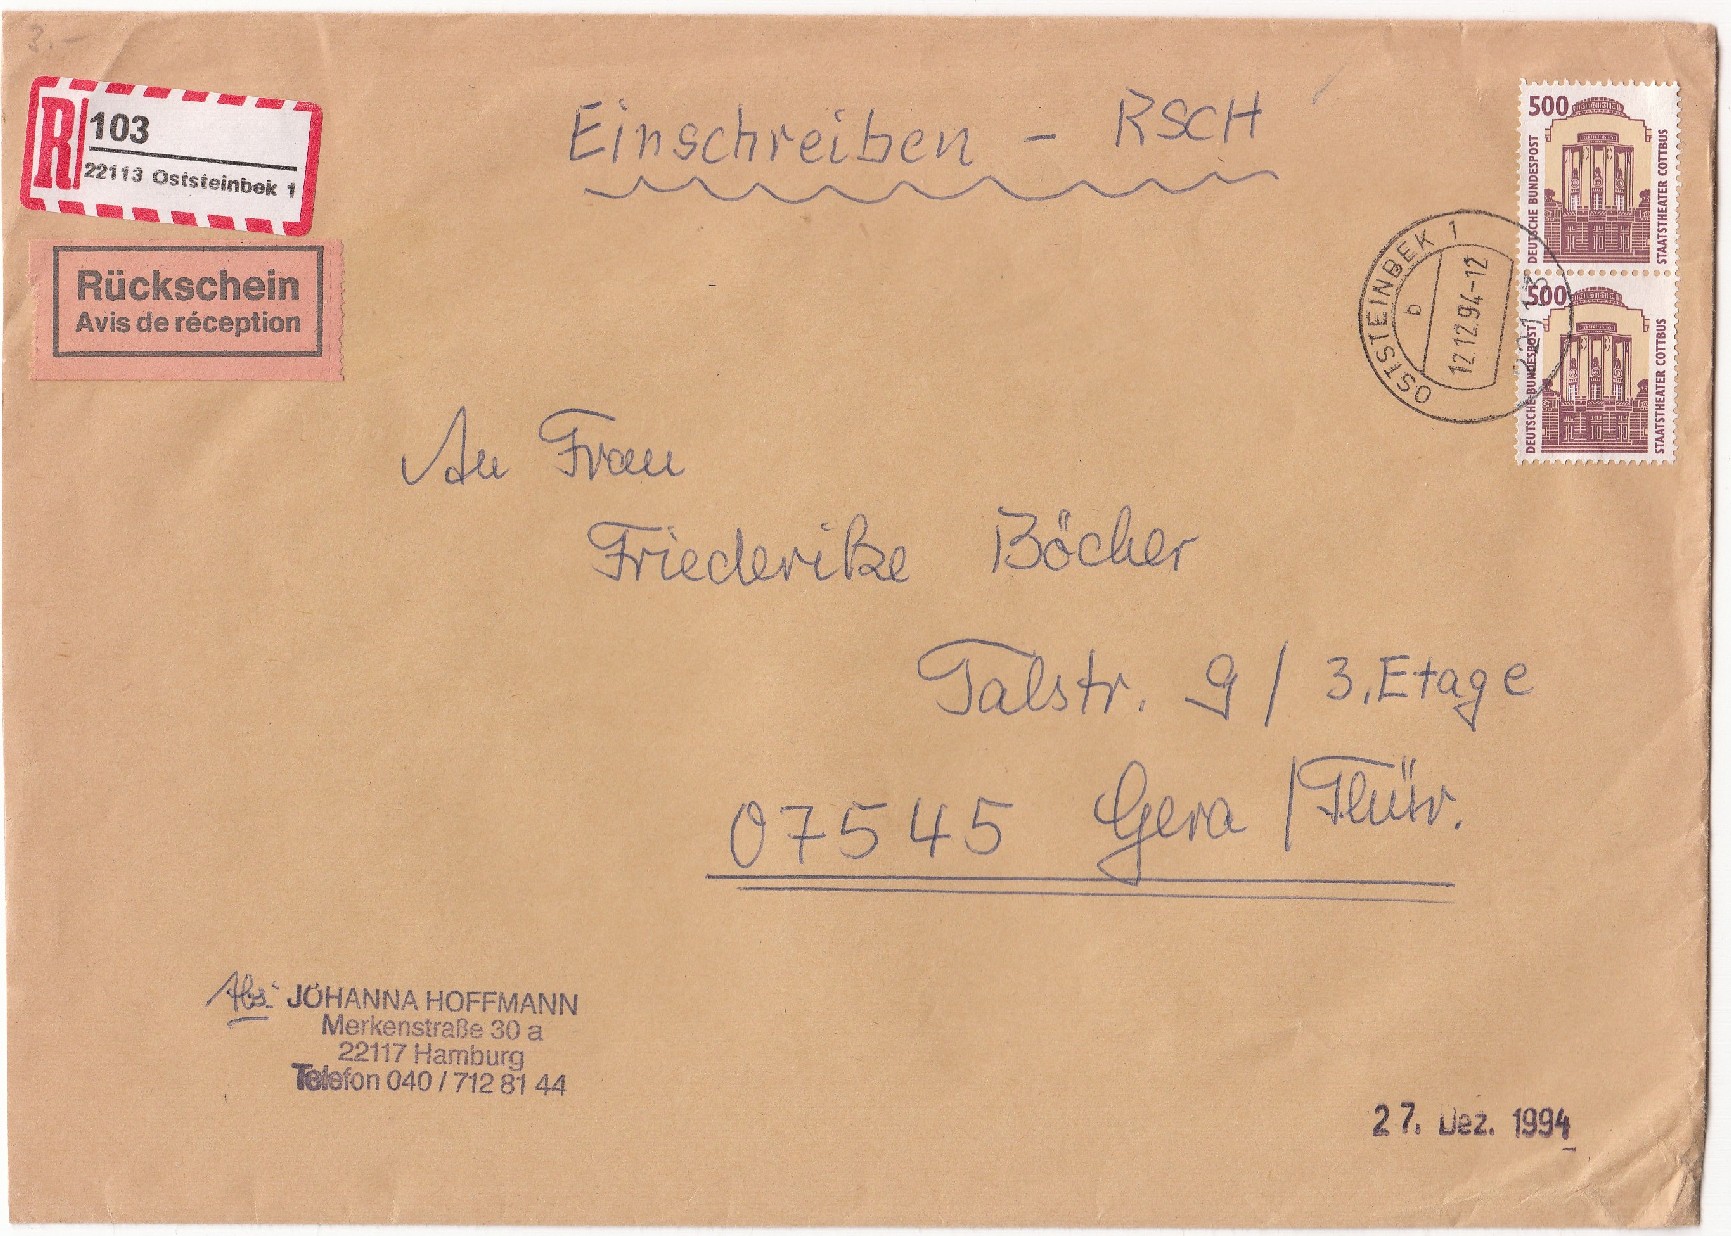 3,-
R 103
22113 Oststeinbek 1
Rückschein
Avis de réception
Einschreiben - RSCH
500
DEUTSCHE BUNDESPOST
STAATSTHEATER COTTBUS
500
DEUTSCHE BUNDESPOST
STAATSTHEATER COTTBUS
OSTSTEINBEK 1
b
12.12.94-12
22113
An Frau
Friederike Böcher
Talstr. 9 / 3. Etage
07545 Gera / Thür.
Abs: JOHANNA HOFFMANN
Merkenstraße 30 a
22117 Hamburg
Telefon 040 / 712 81 44
27. Dez. 1994